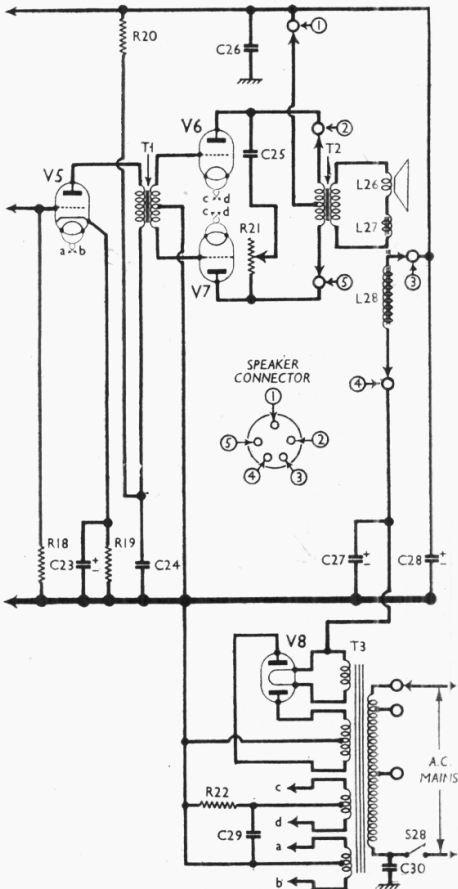 R20
C26
①
V6
②
T1
C25
T2
V5
L26
c d
c d
L27
R21
a b
V7
⑤
L28
③
SPEAKER
CONNECTOR
①
④
⑤
②
④
③
R18
C23
+
-
R19
C24
C27
+
-
C28
+
-
V8
T3
A.C.
MAINS
c
R22
d
C29
a
S28
C30
b